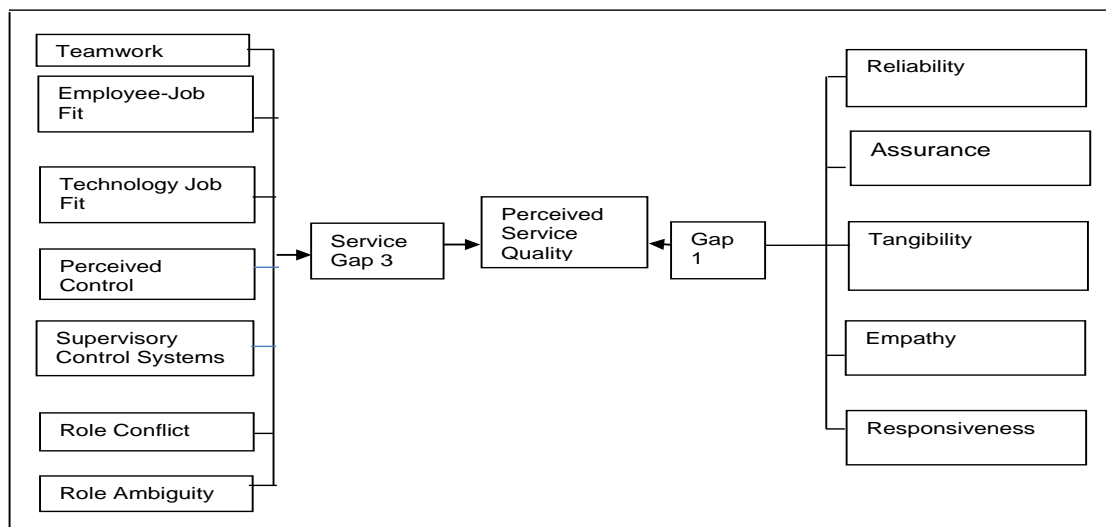 Teamwork
Employee-Job
Fit
Technology Job
Fit
Perceived
Control
Supervisory
Control Systems
Role Conflict
Role Ambiguity
Service
Gap 3
Perceived
Service
Quality
Gap
1
Reliability
Assurance
Tangibility
Empathy
Responsiveness